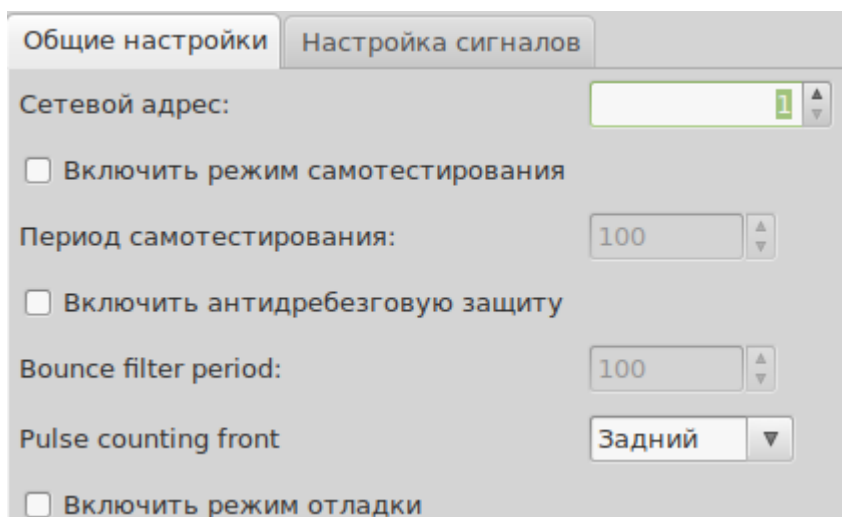 Общие настройки Настройка сигналов
Сетевой адрес: 1
Включить режим самотестирования
Период самотестирования: 100
Включить антидребезговую защиту
Bounce filter period: 100
Pulse counting front Задний
Включить режим отладки